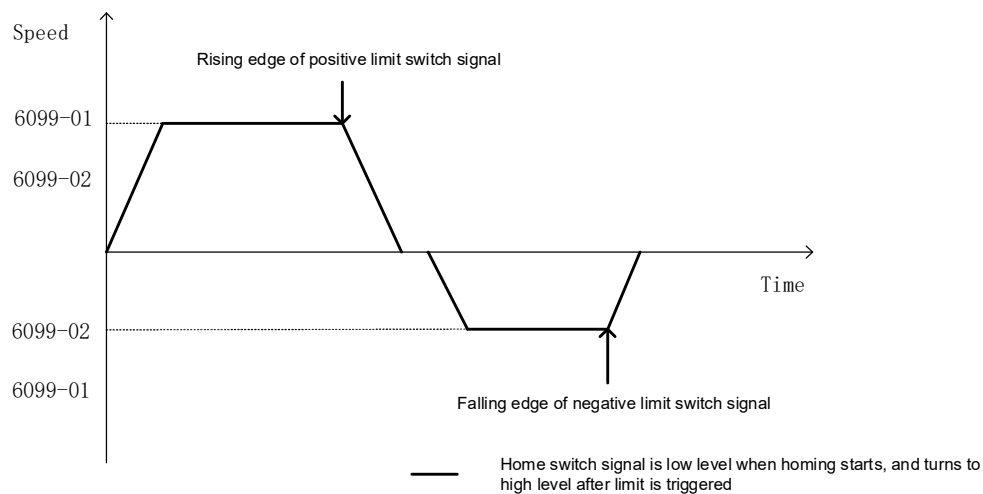 Speed
Rising edge of positive limit switch signal
6099-01
6099-02
Time
6099-02
6099-01
Falling edge of negative limit switch signal
Home switch signal is low level when homing starts, and turns to
high level after limit is triggered